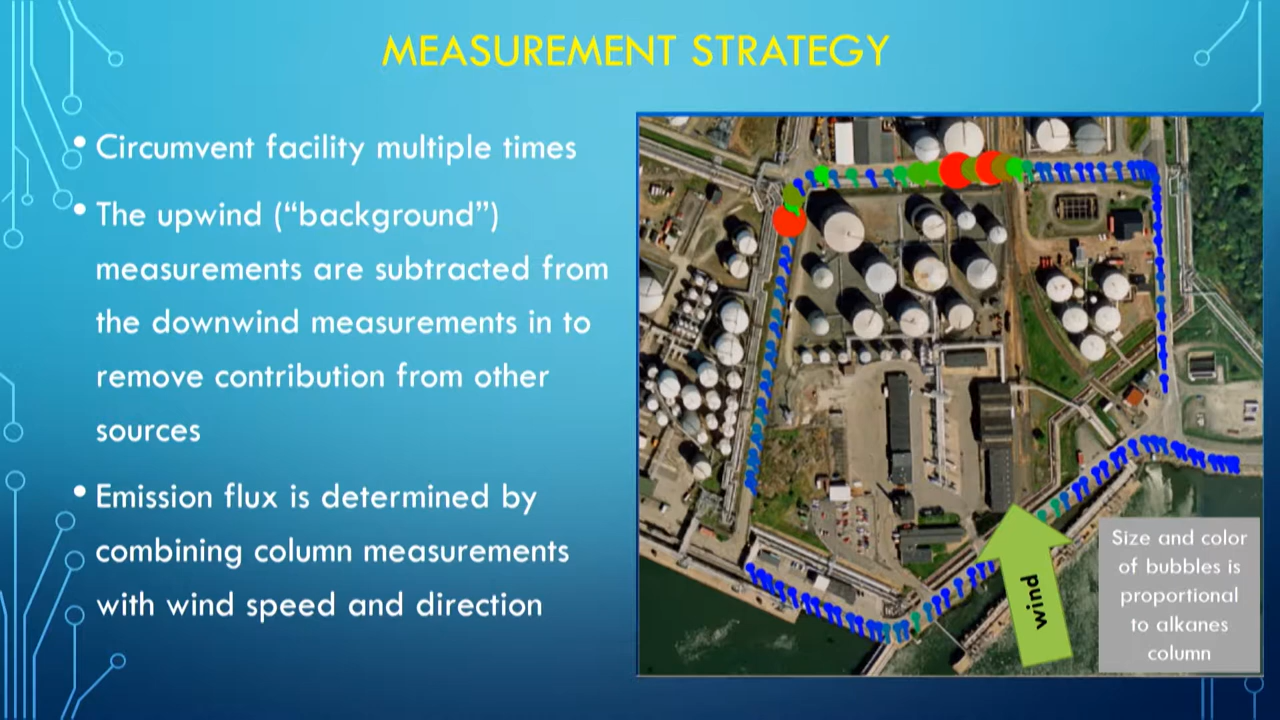 MEASUREMENT STRATEGY
• Circumvent facility multiple times
• The upwind (“background”)
measurements are subtracted from
the downwind measurements in to
remove contribution from other
sources
• Emission flux is determined by
combining column measurements
with wind speed and direction
wind
Size and color
of bubbles is
proportional
to alkanes
column